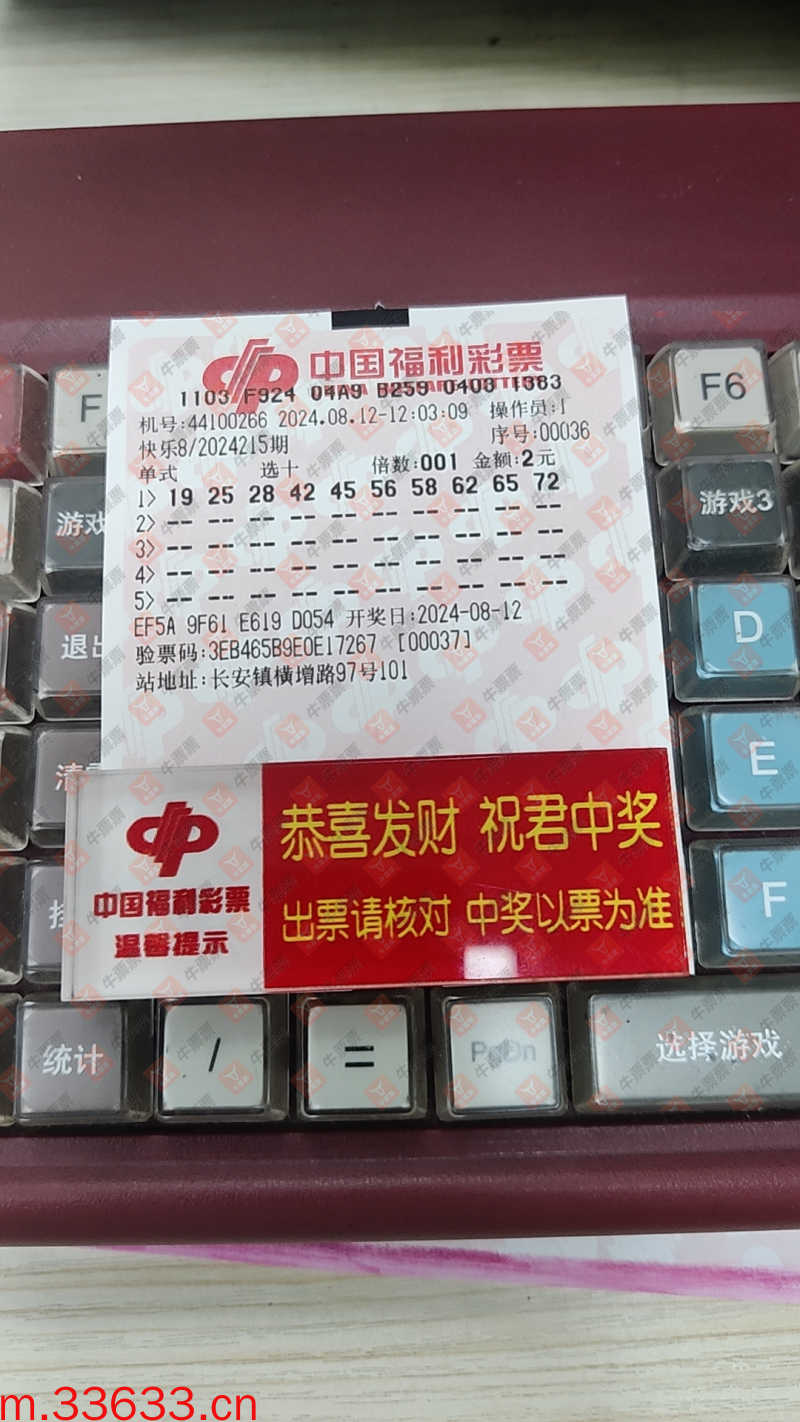 中国福利彩票
1103 F924 04A9 B259 0408 1383
机号:44100266 2024.08.12-12:03:09 操作员:1
快乐8/2024215期 序号:00036
单式 选十 倍数:001 金额:2元
1> 19 25 28 42 45 56 58 62 65 72
2> -- -- -- -- -- -- -- -- -- --
3> -- -- -- -- -- -- -- -- -- --
4> -- -- -- -- -- -- -- -- -- --
5> -- -- -- -- -- -- -- -- -- --
EF5A 9F61 E619 D054 开奖日:2024-08-12
验票码:3EB465B9E0E17267 [00037]
站地址:长安镇横增路97号101
中国福利彩票
温馨提示
恭喜发财 祝君中奖
出票请核对 中奖以票为准
F6
游戏3
D
E
F
统计
/
=
PgDn
选择游戏
牛票票
m.33633.cn